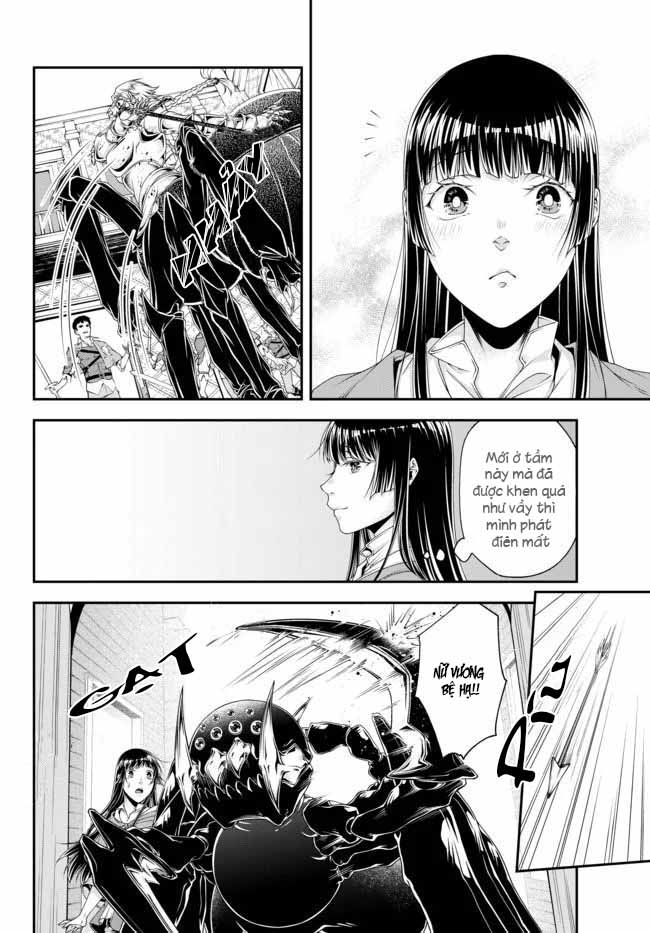 Mới ở tầm
này mà đã
được khen quá
như vầy thì
mình phát
điên mất
GẠT
NỮ VƯƠNG
BỆ HẠ!!